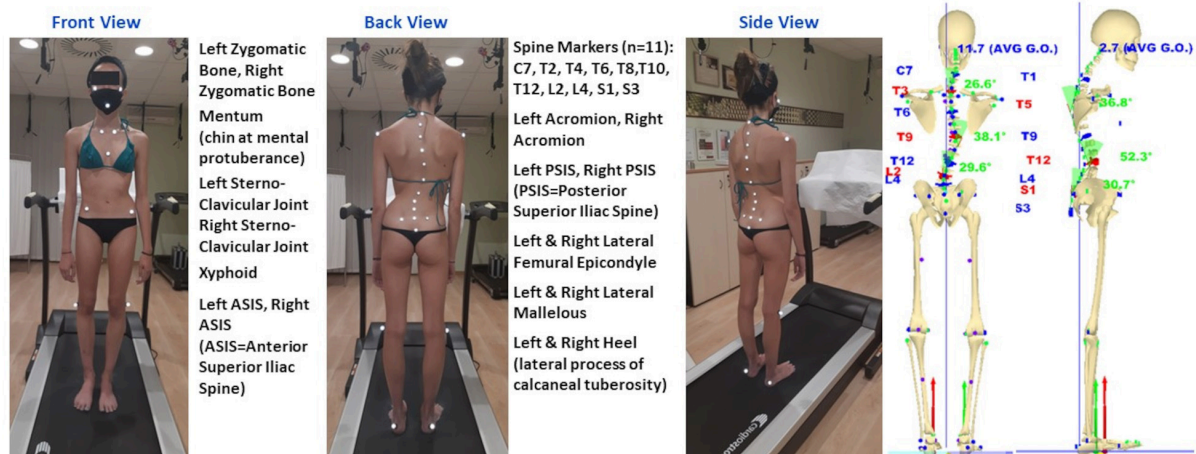 Front View
Left Zygomatic
Bone, Right
Zygomatic Bone
Mentum
(chin at mental
protuberance)
Left Sterno-
Clavicular Joint
Right Sterno-
Clavicular Joint
Xyphoid
Left ASIS, Right
ASIS
(ASIS=Anterior
Superior Iliac
Spine)
Back View
Spine Markers (n=11):
C7, T2, T4, T6, T8,T10,
T12, L2, L4, S1, S3
Left Acromion, Right
Acromion
Left PSIS, Right PSIS
(PSIS=Posterior
Superior Iliac Spine)
Left & Right Lateral
Femural Epicondyle
Left & Right Lateral
Mallelous
Left & Right Heel
(lateral process of
calcaneal tuberosity)
Side View
11.7 (AVG G.O.)
C7
26.6°
T3
T6
T9
38.1°
T12
29.6°
L2
L4
2.7 (AVG G.O.)
T1
36.8°
T5
T9
T12
52.3°
L4
30.7°
S1
S3